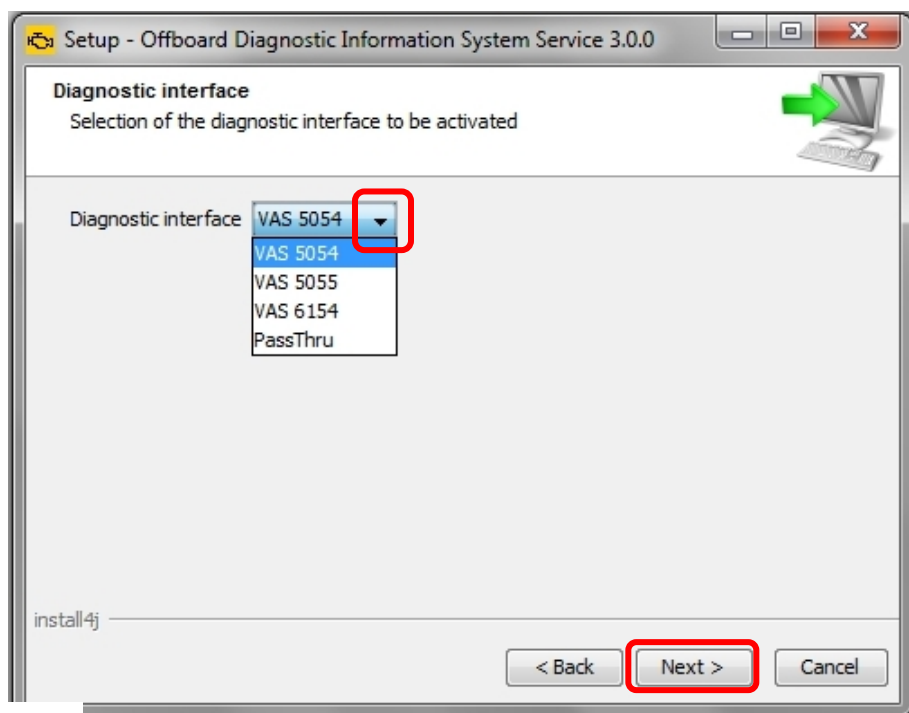 Setup - Offboard Diagnostic Information System Service 3.0.0
Diagnostic interface
Selection of the diagnostic interface to be activated
Diagnostic interface VAS 5054
VAS 5054
VAS 5055
VAS 6154
PassThru
install4j
< Back Next > Cancel